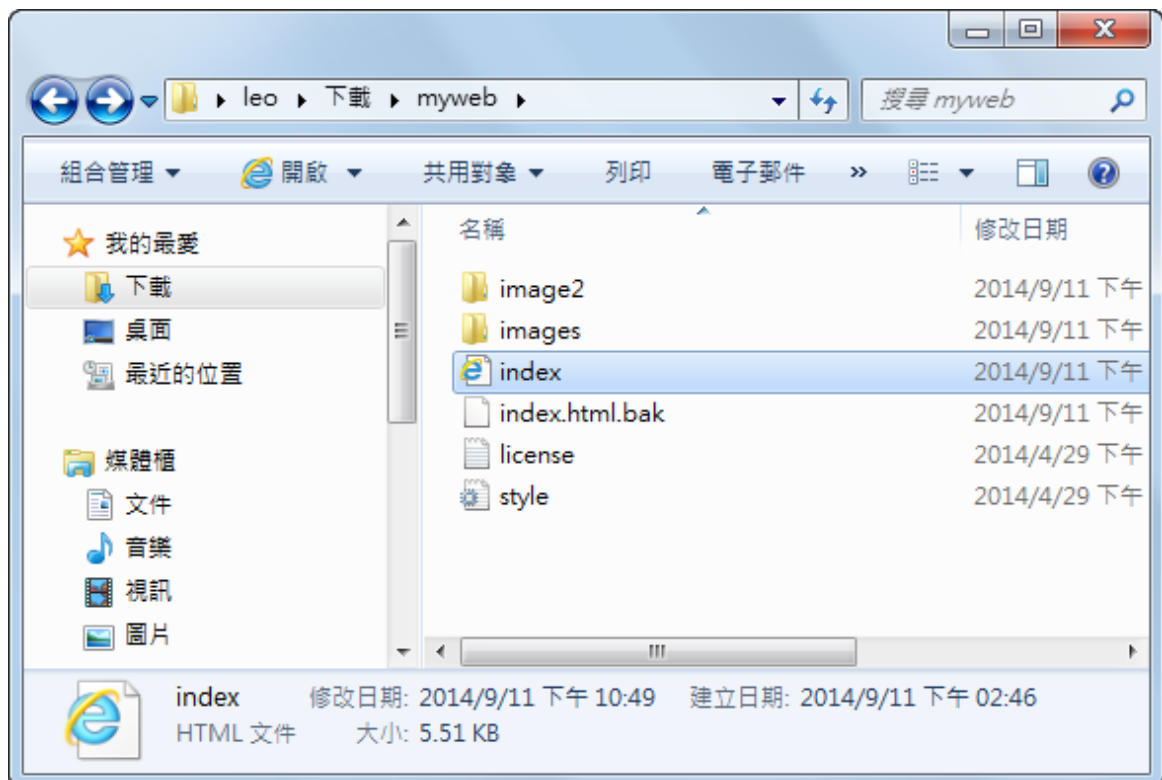 leo 下載 myweb 搜尋 myweb
組合管理 開啟 共用對象 列印 電子郵件 »
我的最愛
下載
桌面
最近的位置
媒體櫃
文件
音樂
視訊
圖片
名稱 修改日期
image2 2014/9/11 下午
images 2014/9/11 下午
index 2014/9/11 下午
index.html.bak 2014/9/11 下午
license 2014/4/29 下午
style 2014/4/29 下午
index 修改日期: 2014/9/11 下午 10:49 建立日期: 2014/9/11 下午 02:46
HTML 文件 大小: 5.51 KB